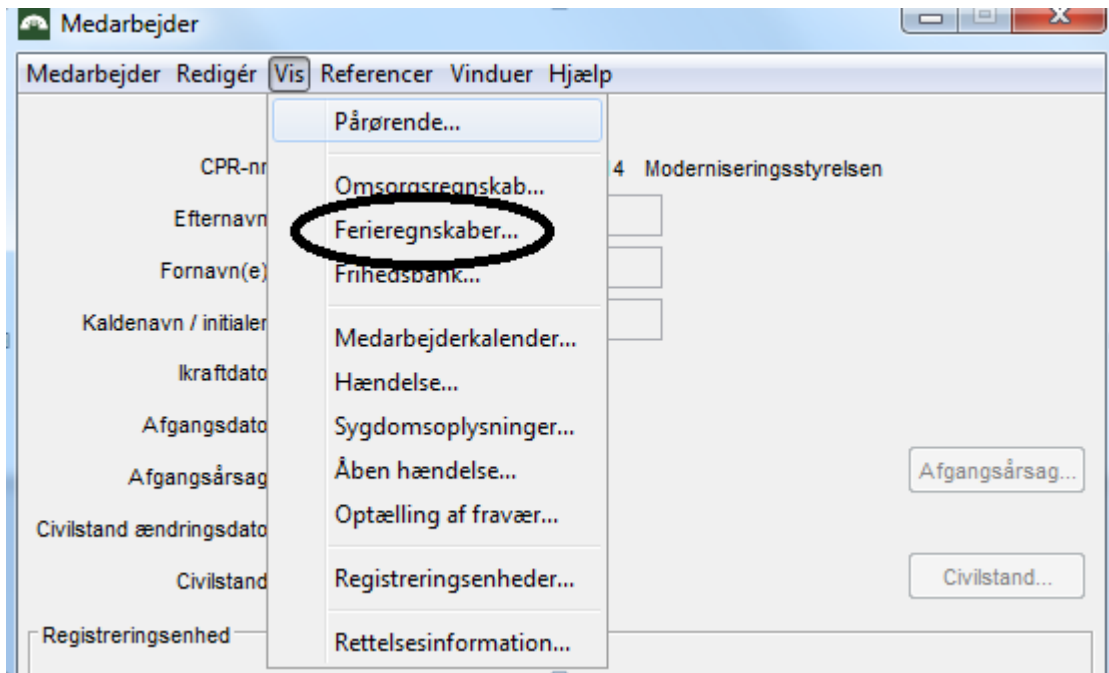 Medarbejder
Medarbejder Redigér Vis Referencer Vinduer Hjælp
Pårørende...
CPR-nr
4 Moderniseringsstyrelsen
Omsorgsregnskab...
Efternavn
Ferieregnskaber...
Fornavn(e)
Frihedsbank...
Kaldenavn / initialer
Medarbejderkalender...
Ikraftdato
Hændelse...
Afgangsdato
Sygdomsoplysninger...
Afgangsårsag
Åben hændelse...
Afgangsårsag...
Optælling af fravær...
Civilstand ændringsdato
Civilstand
Registreringsenheder...
Civilstand...
Registreringsenhed
Rettelsesinformation...